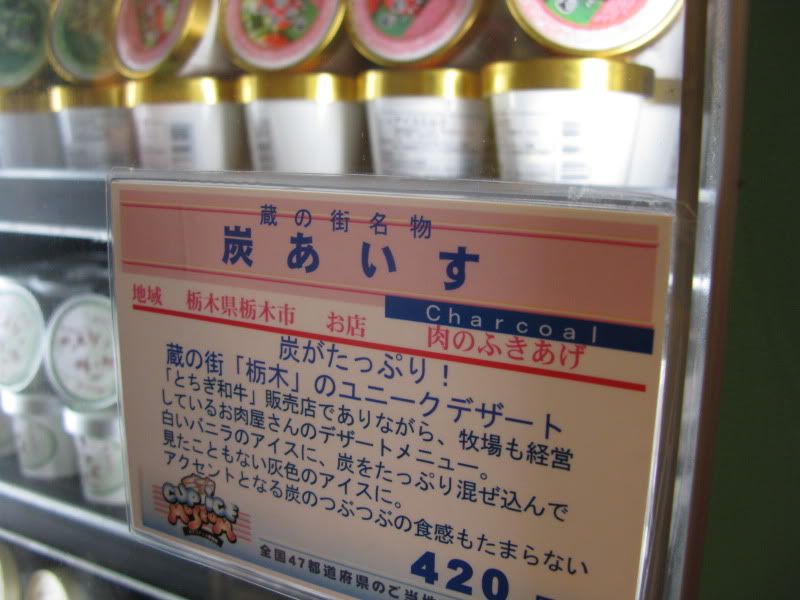 蔵の街名物
炭あいす
Charcoal
地域 栃木県栃木市 お店 肉のふきあげ
炭がたっぷり！
蔵の街「栃木」のユニークデザート
「とちぎ和牛」販売店でありながら、牧場も経営
しているお肉屋さんのデザートメニュー。
白いバニラのアイスに、炭をたっぷり混ぜ込んで
見たこともない灰色のアイスに。
アクセントとなる炭のつぶつぶの食感もたまらない
CUP ICE
420
全国47都道府県のご当地